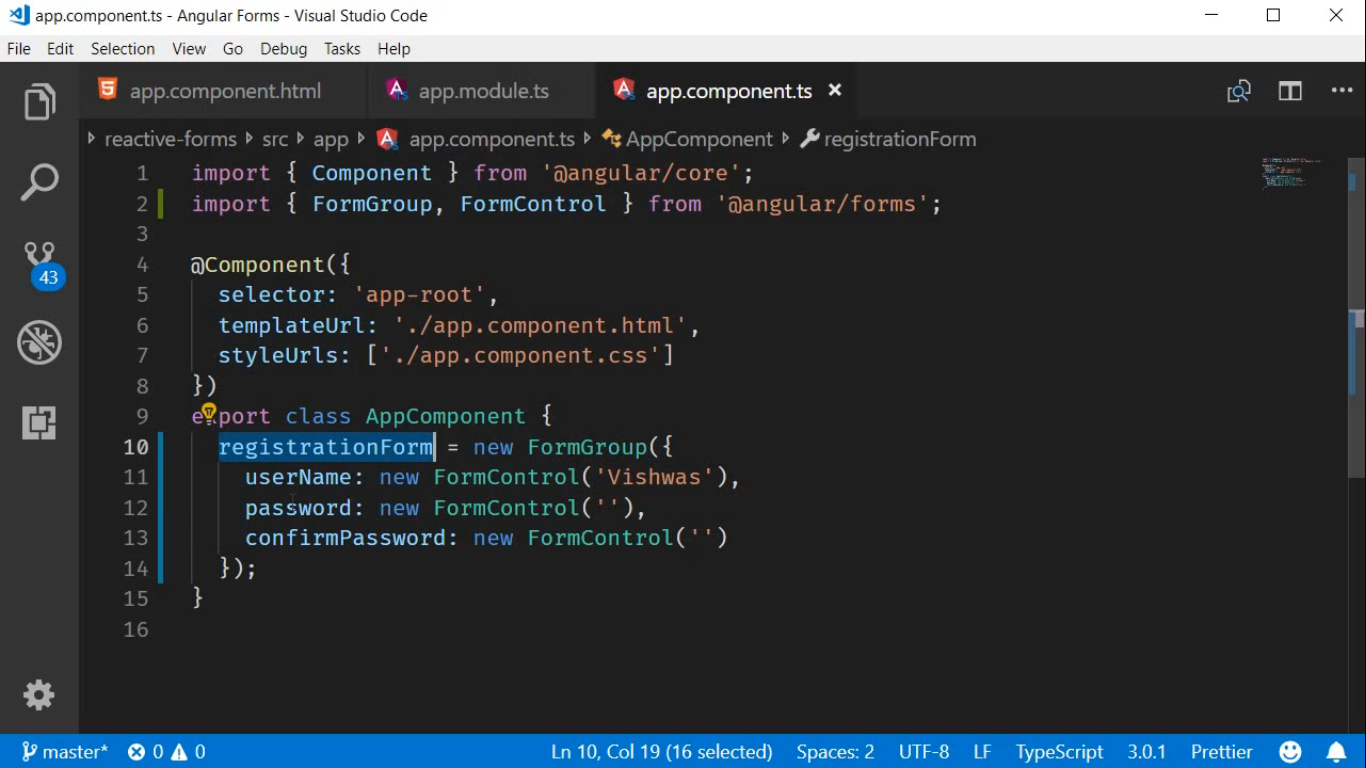 app.component.ts - Angular Forms - Visual Studio Code
File Edit Selection View Go Debug Tasks Help
app.component.html app.module.ts app.component.ts
reactive-forms src app app.component.ts AppComponent registrationForm
1 import { Component } from '@angular/core';
2 import { FormGroup, FormControl } from '@angular/forms';
3
4 @Component({
5 selector: 'app-root',
6 templateUrl: './app.component.html',
7 styleUrls: ['./app.component.css']
8 })
9 export class AppComponent {
10 registrationForm = new FormGroup({
11 userName: new FormControl('Vishwas'),
12 password: new FormControl(''),
13 confirmPassword: new FormControl('')
14 });
15 }
16
43
master* 0 0 Ln 10, Col 19 (16 selected) Spaces: 2 UTF-8 LF TypeScript 3.0.1 Prettier